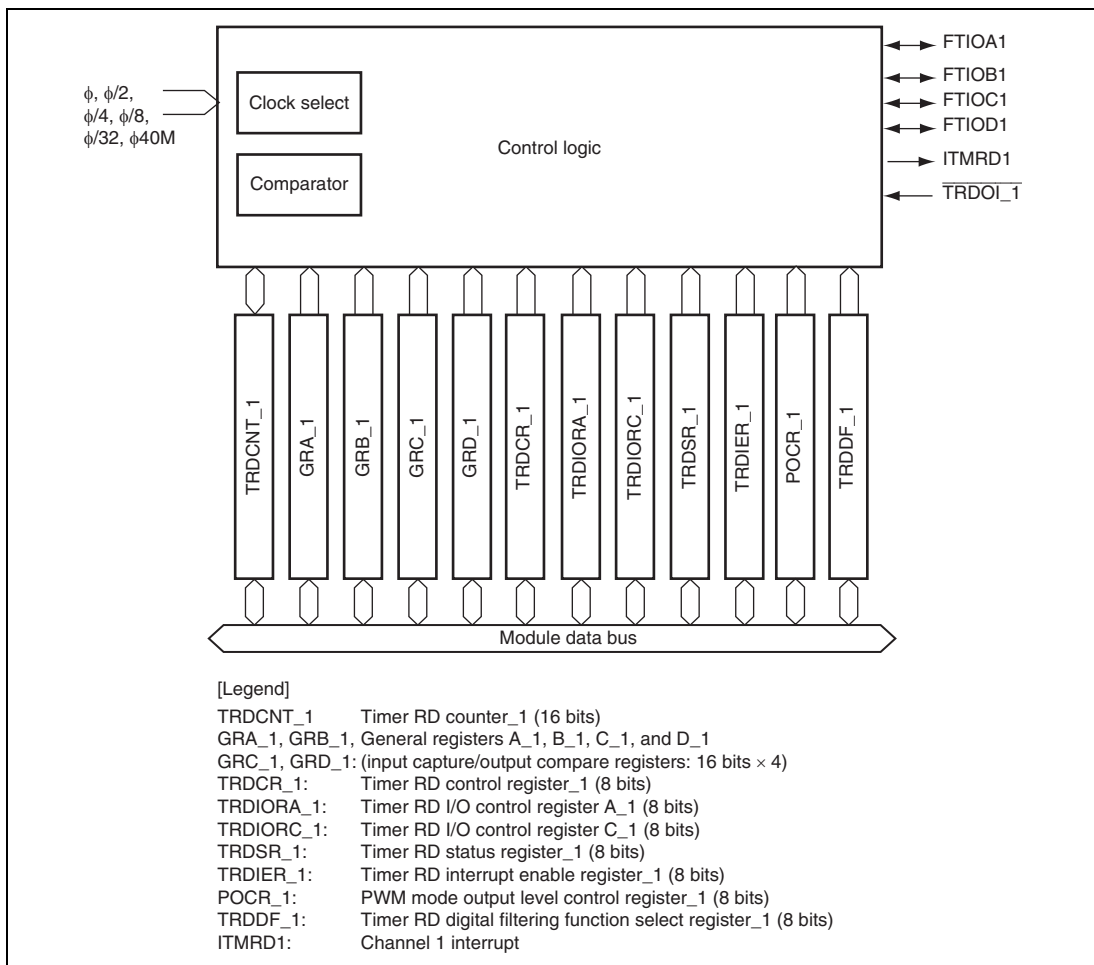 φ, φ/2,
φ/4, φ/8,
φ/32, φ40M
Clock select
Comparator
Control logic
FTIOA1
FTIOB1
FTIOC1
FTIOD1
ITMRD1
TRDOI_1
TRDCNT_1
GRA_1
GRB_1
GRC_1
GRD_1
TRDCR_1
TRDIORA_1
TRDIORC_1
TRDSR_1
TRDIER_1
POCR_1
TRDDF_1
Module data bus
[Legend]
TRDCNT_1 Timer RD counter_1 (16 bits)
GRA_1, GRB_1, General registers A_1, B_1, C_1, and D_1
GRC_1, GRD_1: (input capture/output compare registers: 16 bits × 4)
TRDCR_1: Timer RD control register_1 (8 bits)
TRDIORA_1: Timer RD I/O control register A_1 (8 bits)
TRDIORC_1: Timer RD I/O control register C_1 (8 bits)
TRDSR_1: Timer RD status register_1 (8 bits)
TRDIER_1: Timer RD interrupt enable register_1 (8 bits)
POCR_1: PWM mode output level control register_1 (8 bits)
TRDDF_1: Timer RD digital filtering function select register_1 (8 bits)
ITMRD1: Channel 1 interrupt